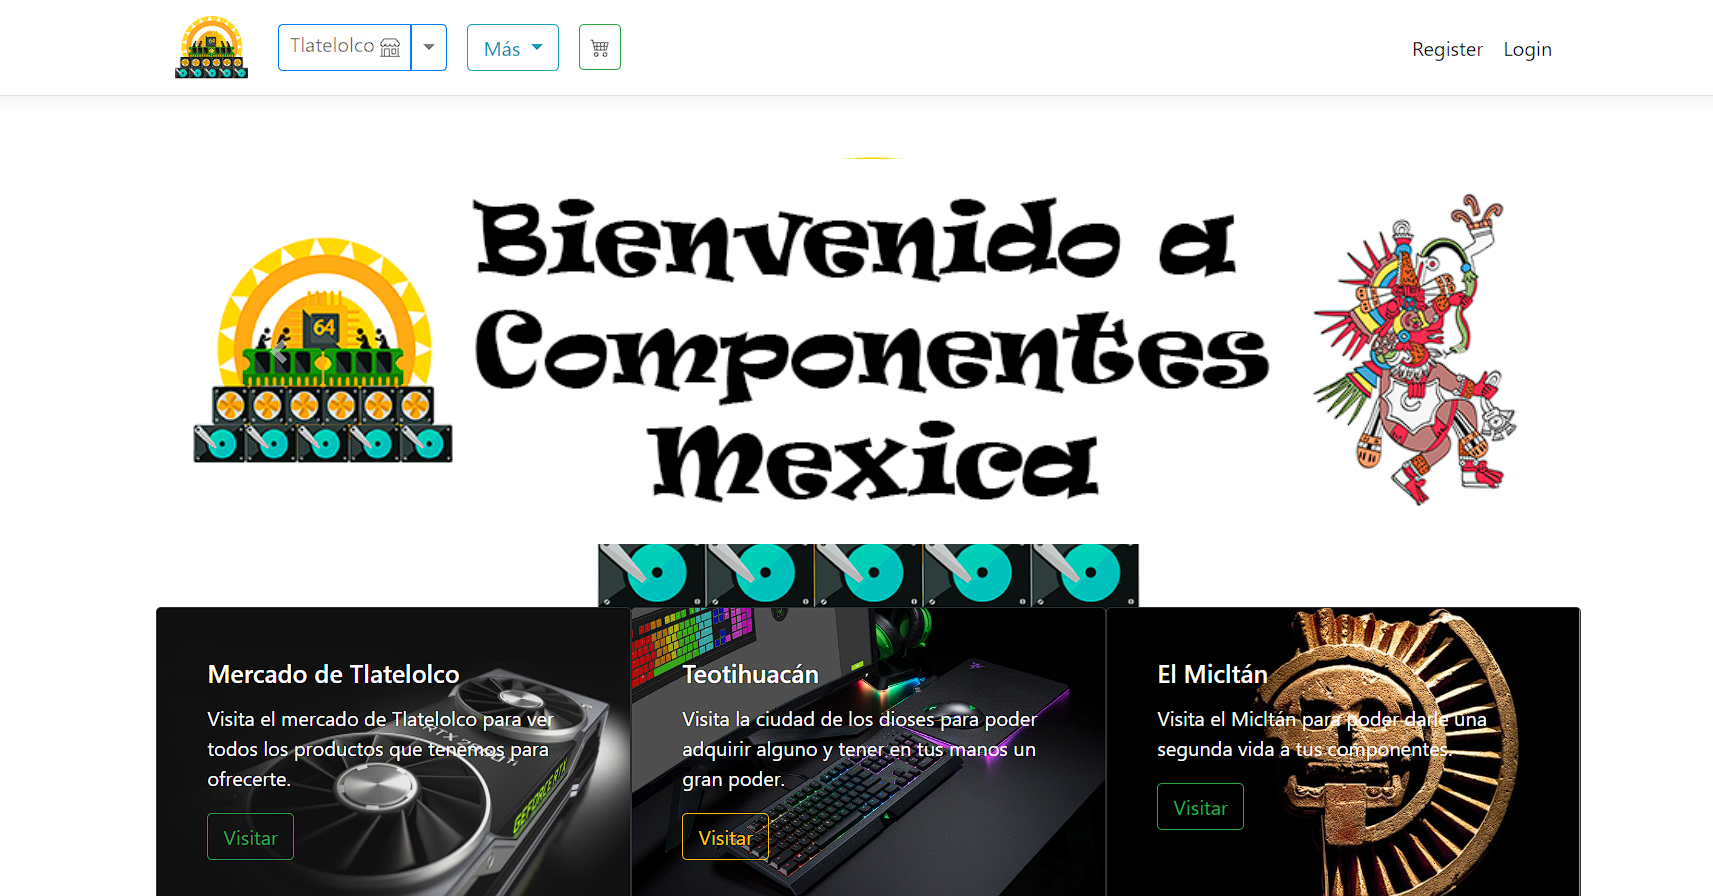 Tlatelolco
Más
Register
Login
Bienvenido a
Componentes
Mexica
64
Mercado de Tlatelolco
Visita el mercado de Tlatelolco para ver
todos los productos que tenemos para
ofrecerte.
Visitar
GEFORCE RTX
Teotihuacán
Visita la ciudad de los dioses para poder
adquirir alguno y tener en tus manos un
gran poder.
Visitar
El Micltán
Visita el Micltán para poder darle una
segunda vida a tus componentes.
Visitar